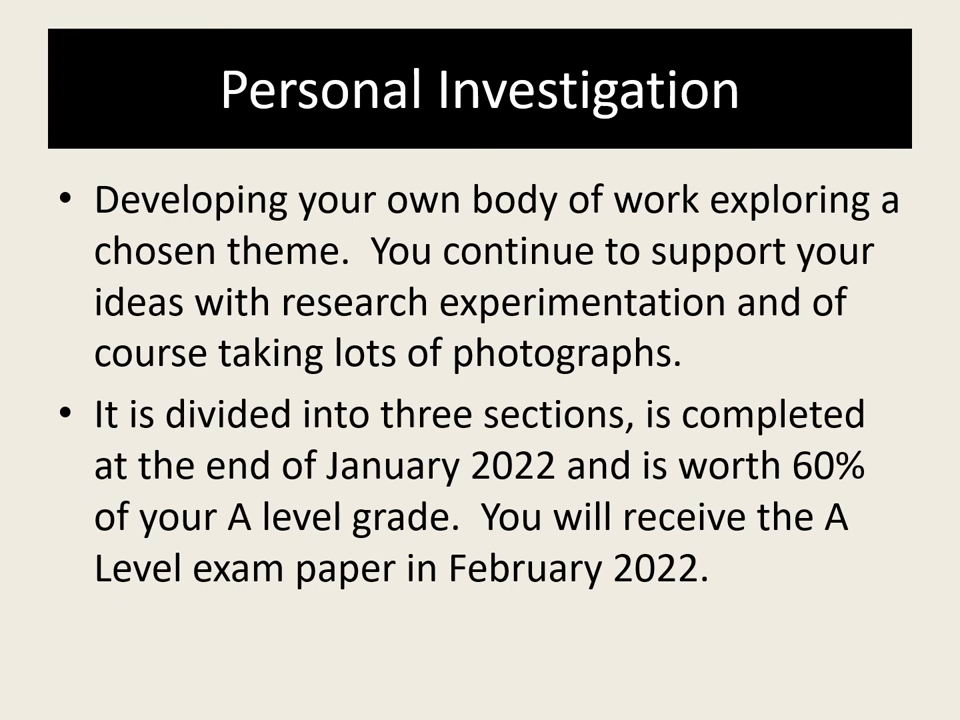 Personal Investigation
• Developing your own body of work exploring a
chosen theme.  You continue to support your
ideas with research experimentation and of
course taking lots of photographs.
• It is divided into three sections, is completed
at the end of January 2022 and is worth 60%
of your A level grade.  You will receive the A
Level exam paper in February 2022.